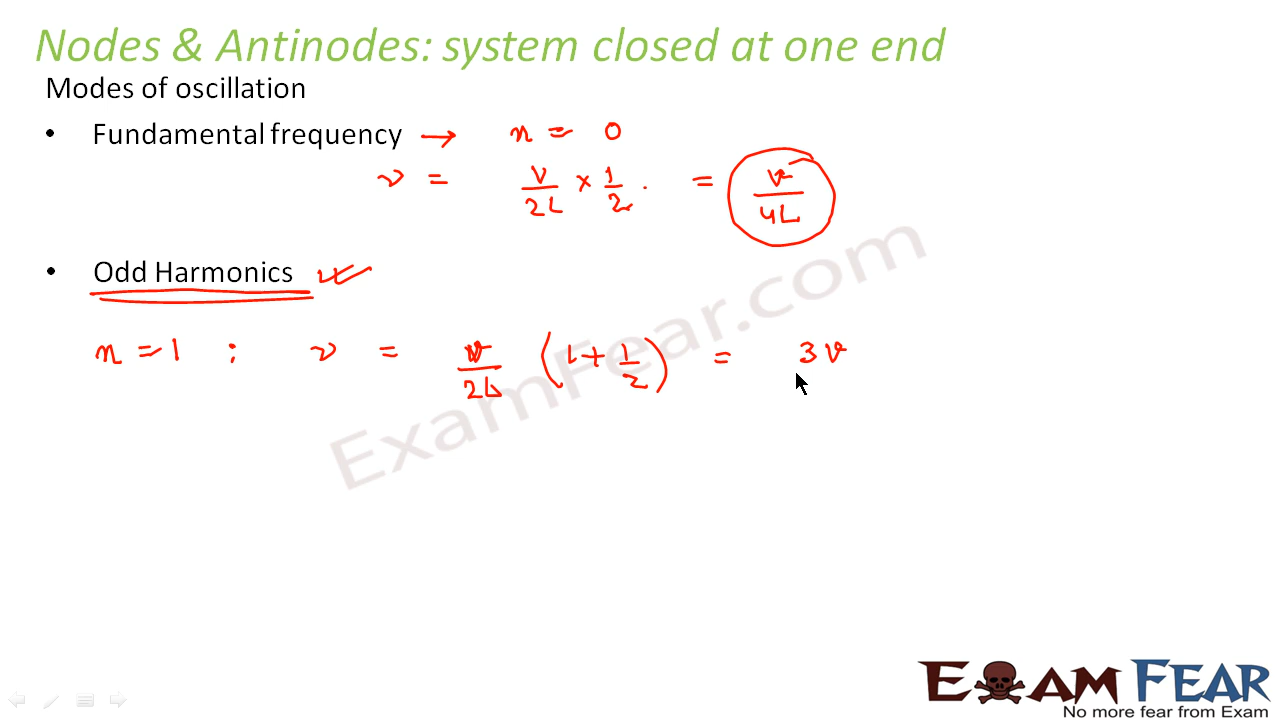 Nodes & Antinodes: system closed at one end
Modes of oscillation
• Fundamental frequency → n = 0
ν = v/2L × 1/2 . = v/4L
• Odd Harmonics
n = 1 : ν = v/2L (1 + 1/2) = 3v
ExamFear.com
EXAM FEAR
No more fear from Exam